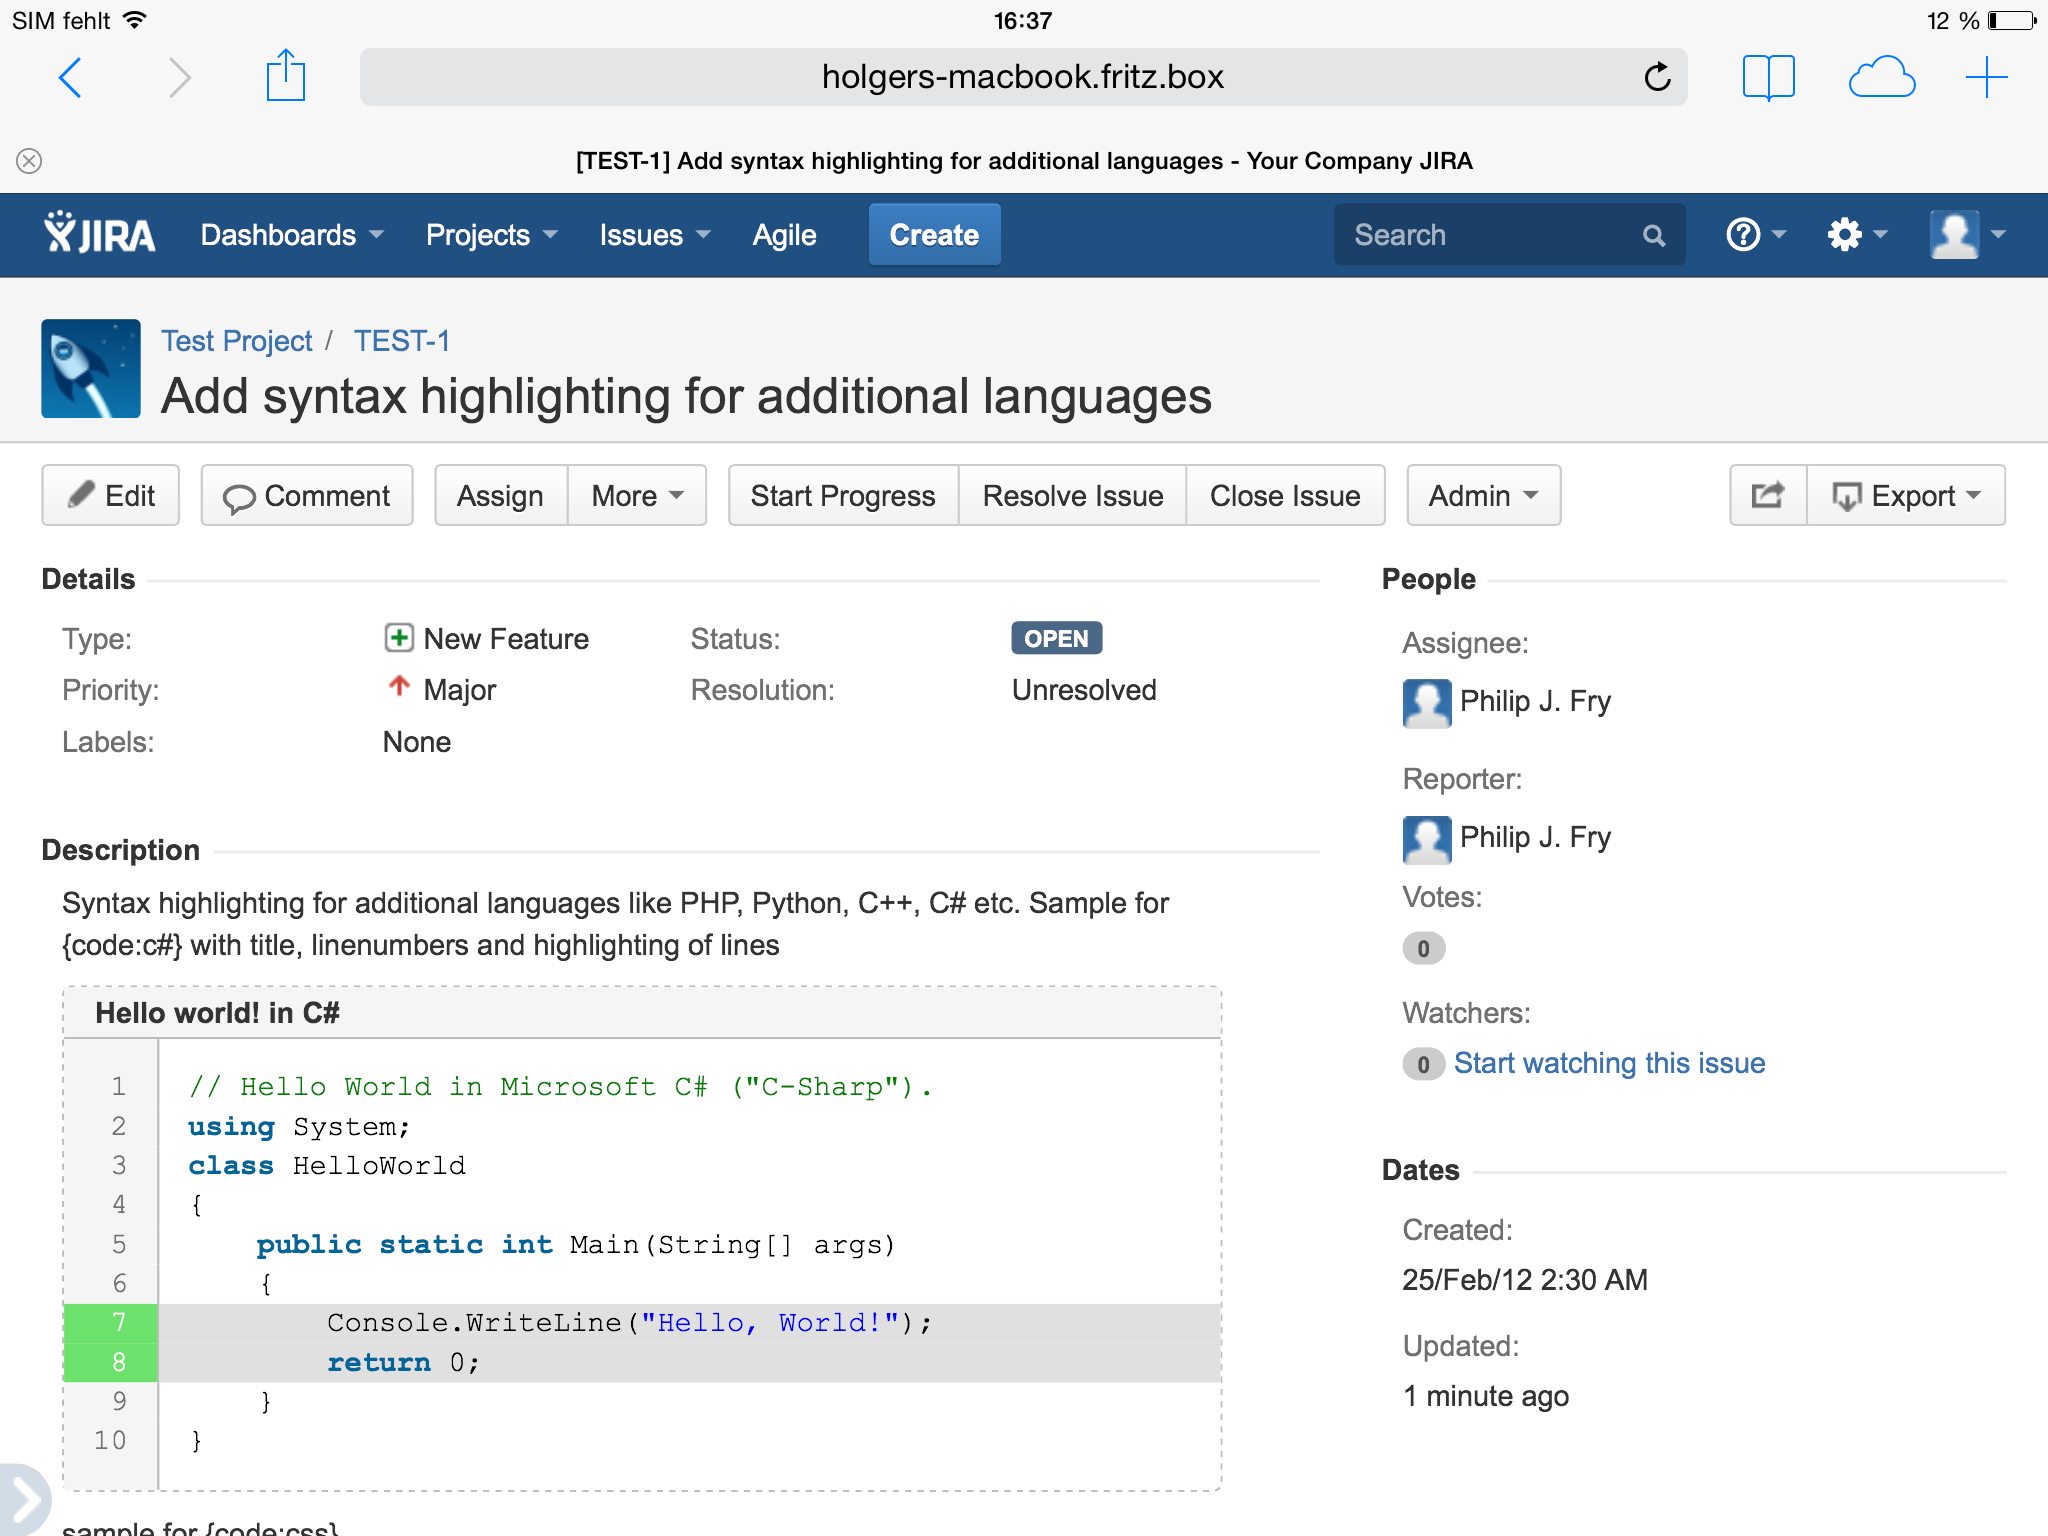 SIM fehlt 16:37 12 %
holgers-macbook.fritz.box
[TEST-1] Add syntax highlighting for additional languages - Your Company JIRA
JIRA Dashboards Projects Issues Agile Create Search
Test Project / TEST-1
Add syntax highlighting for additional languages
Edit Comment Assign More Start Progress Resolve Issue Close Issue Admin Export
Details
Type: New Feature Status: OPEN
Priority: Major Resolution: Unresolved
Labels: None
Description
Syntax highlighting for additional languages like PHP, Python, C++, C# etc. Sample for
{code:c#} with title, linenumbers and highlighting of lines
Hello world! in C#
1 // Hello World in Microsoft C# ("C-Sharp").
2 using System;
3 class HelloWorld
4 {
5 public static int Main(String[] args)
6 {
7 Console.WriteLine("Hello, World!");
8 return 0;
9 }
10 }
sample for {code:css}
People
Assignee:
Philip J. Fry
Reporter:
Philip J. Fry
Votes:
0
Watchers:
0 Start watching this issue
Dates
Created:
25/Feb/12 2:30 AM
Updated:
1 minute ago